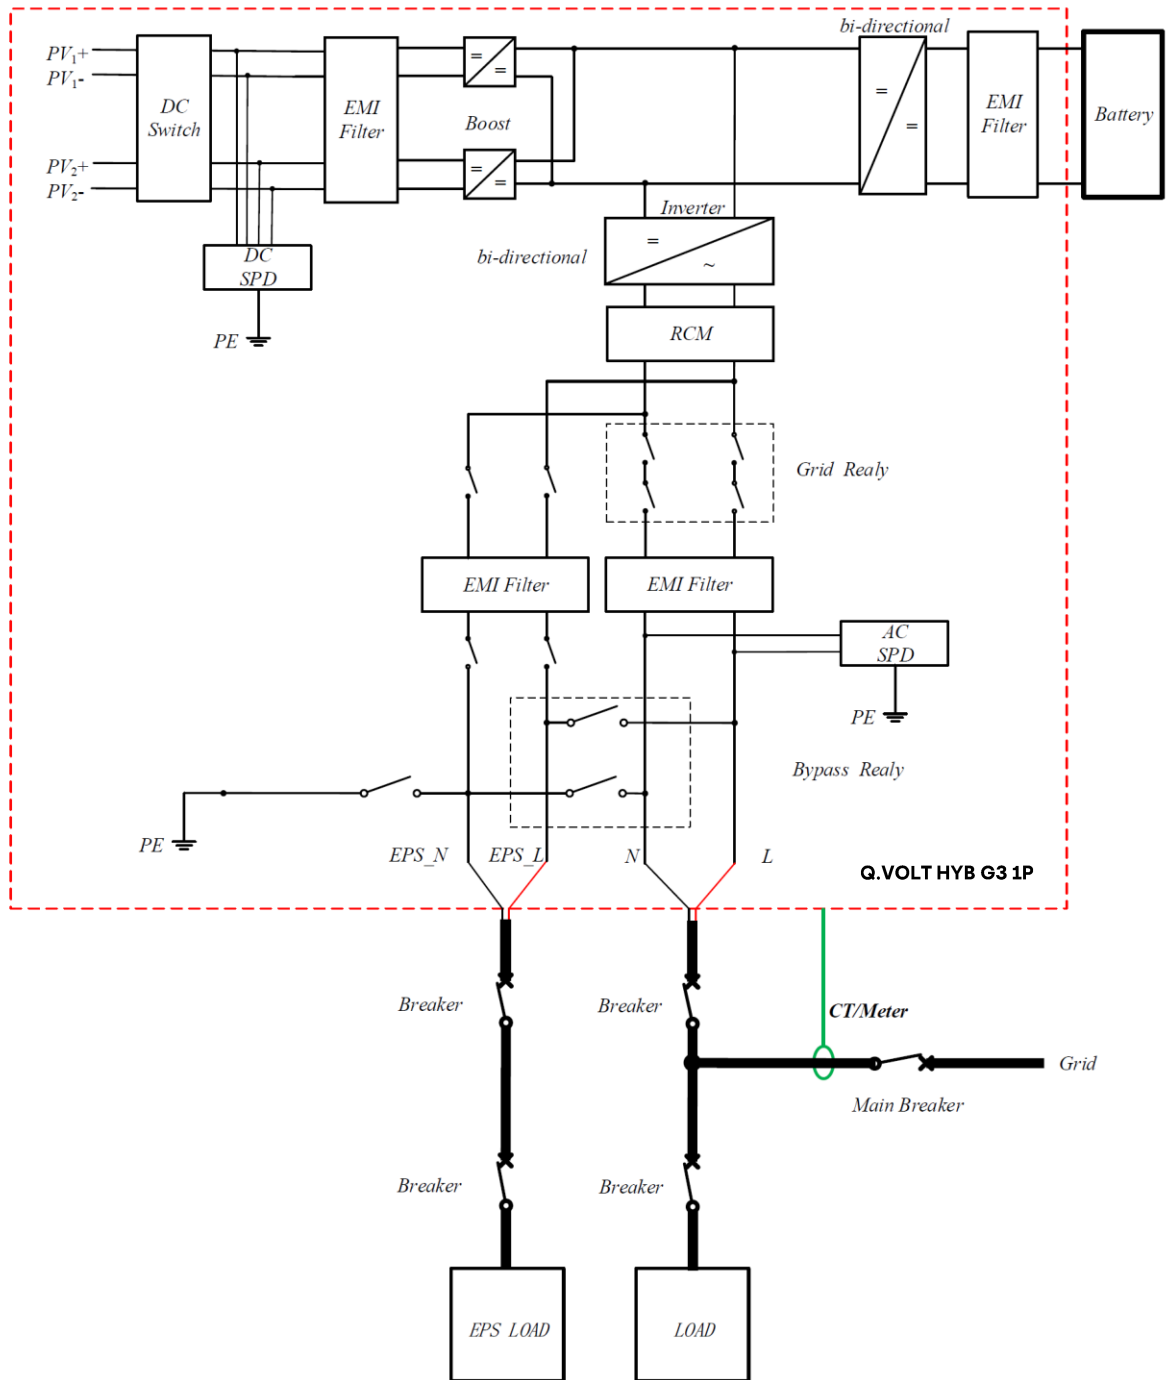 bi-directional
PV1+
PV1-
DC
Switch
EMI
Filter
=
=
Boost
=
=
=
=
EMI
Filter
Battery
PV2+
PV2-
Inverter
bi-directional
=
~
DC
SPD
PE
RCM
Grid Realy
EMI Filter
EMI Filter
AC
SPD
PE
Bypass Realy
PE
EPS_N
EPS_L
N
L
Q.VOLT HYB G3 1P
Breaker
Breaker
CT/Meter
Grid
Main Breaker
Breaker
Breaker
EPS LOAD
LOAD